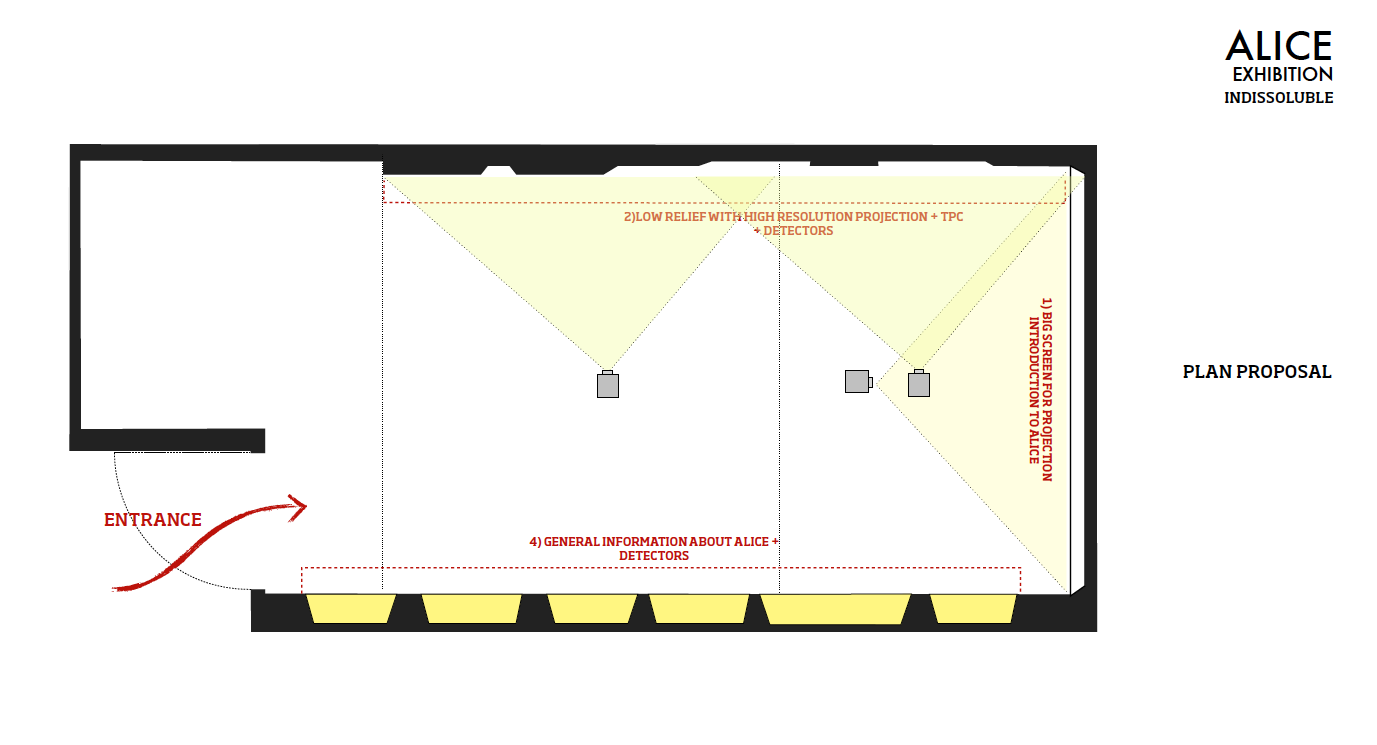 ALICE
EXHIBITION
INDISSOLUBLE
2)LOW RELIEF WITH HIGH RESOLUTION PROJECTION + TPC
+ DETECTORS
1) BIG SCREEN FOR PROJECTION
INTRODUCTION TO ALICE
PLAN PROPOSAL
ENTRANCE
4) GENERAL INFORMATION ABOUT ALICE +
DETECTORS